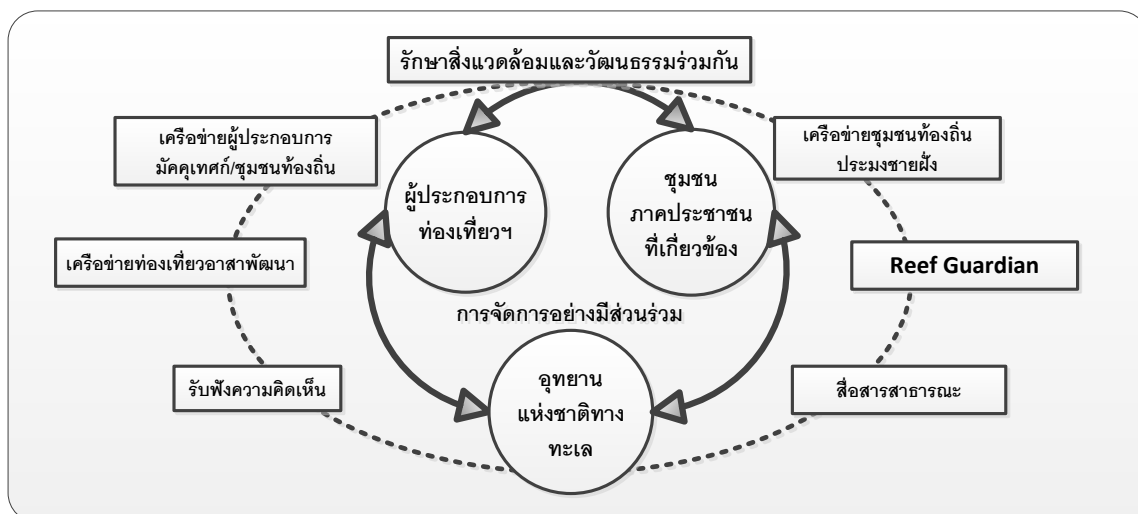 รักษาสิ่งแวดล้อมและวัฒนธรรมร่วมกัน
เครือข่ายผู้ประกอบการ
มัคคุเทศก์/ชุมชนท้องถิ่น
เครือข่ายชุมชนท้องถิ่น
ประมงชายฝั่ง
ผู้ประกอบการ
ท่องเที่ยวฯ
ชุมชน
ภาคประชาชน
ที่เกี่ยวข้อง
เครือข่ายท่องเที่ยวอาสาพัฒนา
Reef Guardian
การจัดการอย่างมีส่วนร่วม
รับฟังความคิดเห็น
อุทยาน
แห่งชาติทาง
ทะเล
สื่อสารสาธารณะ